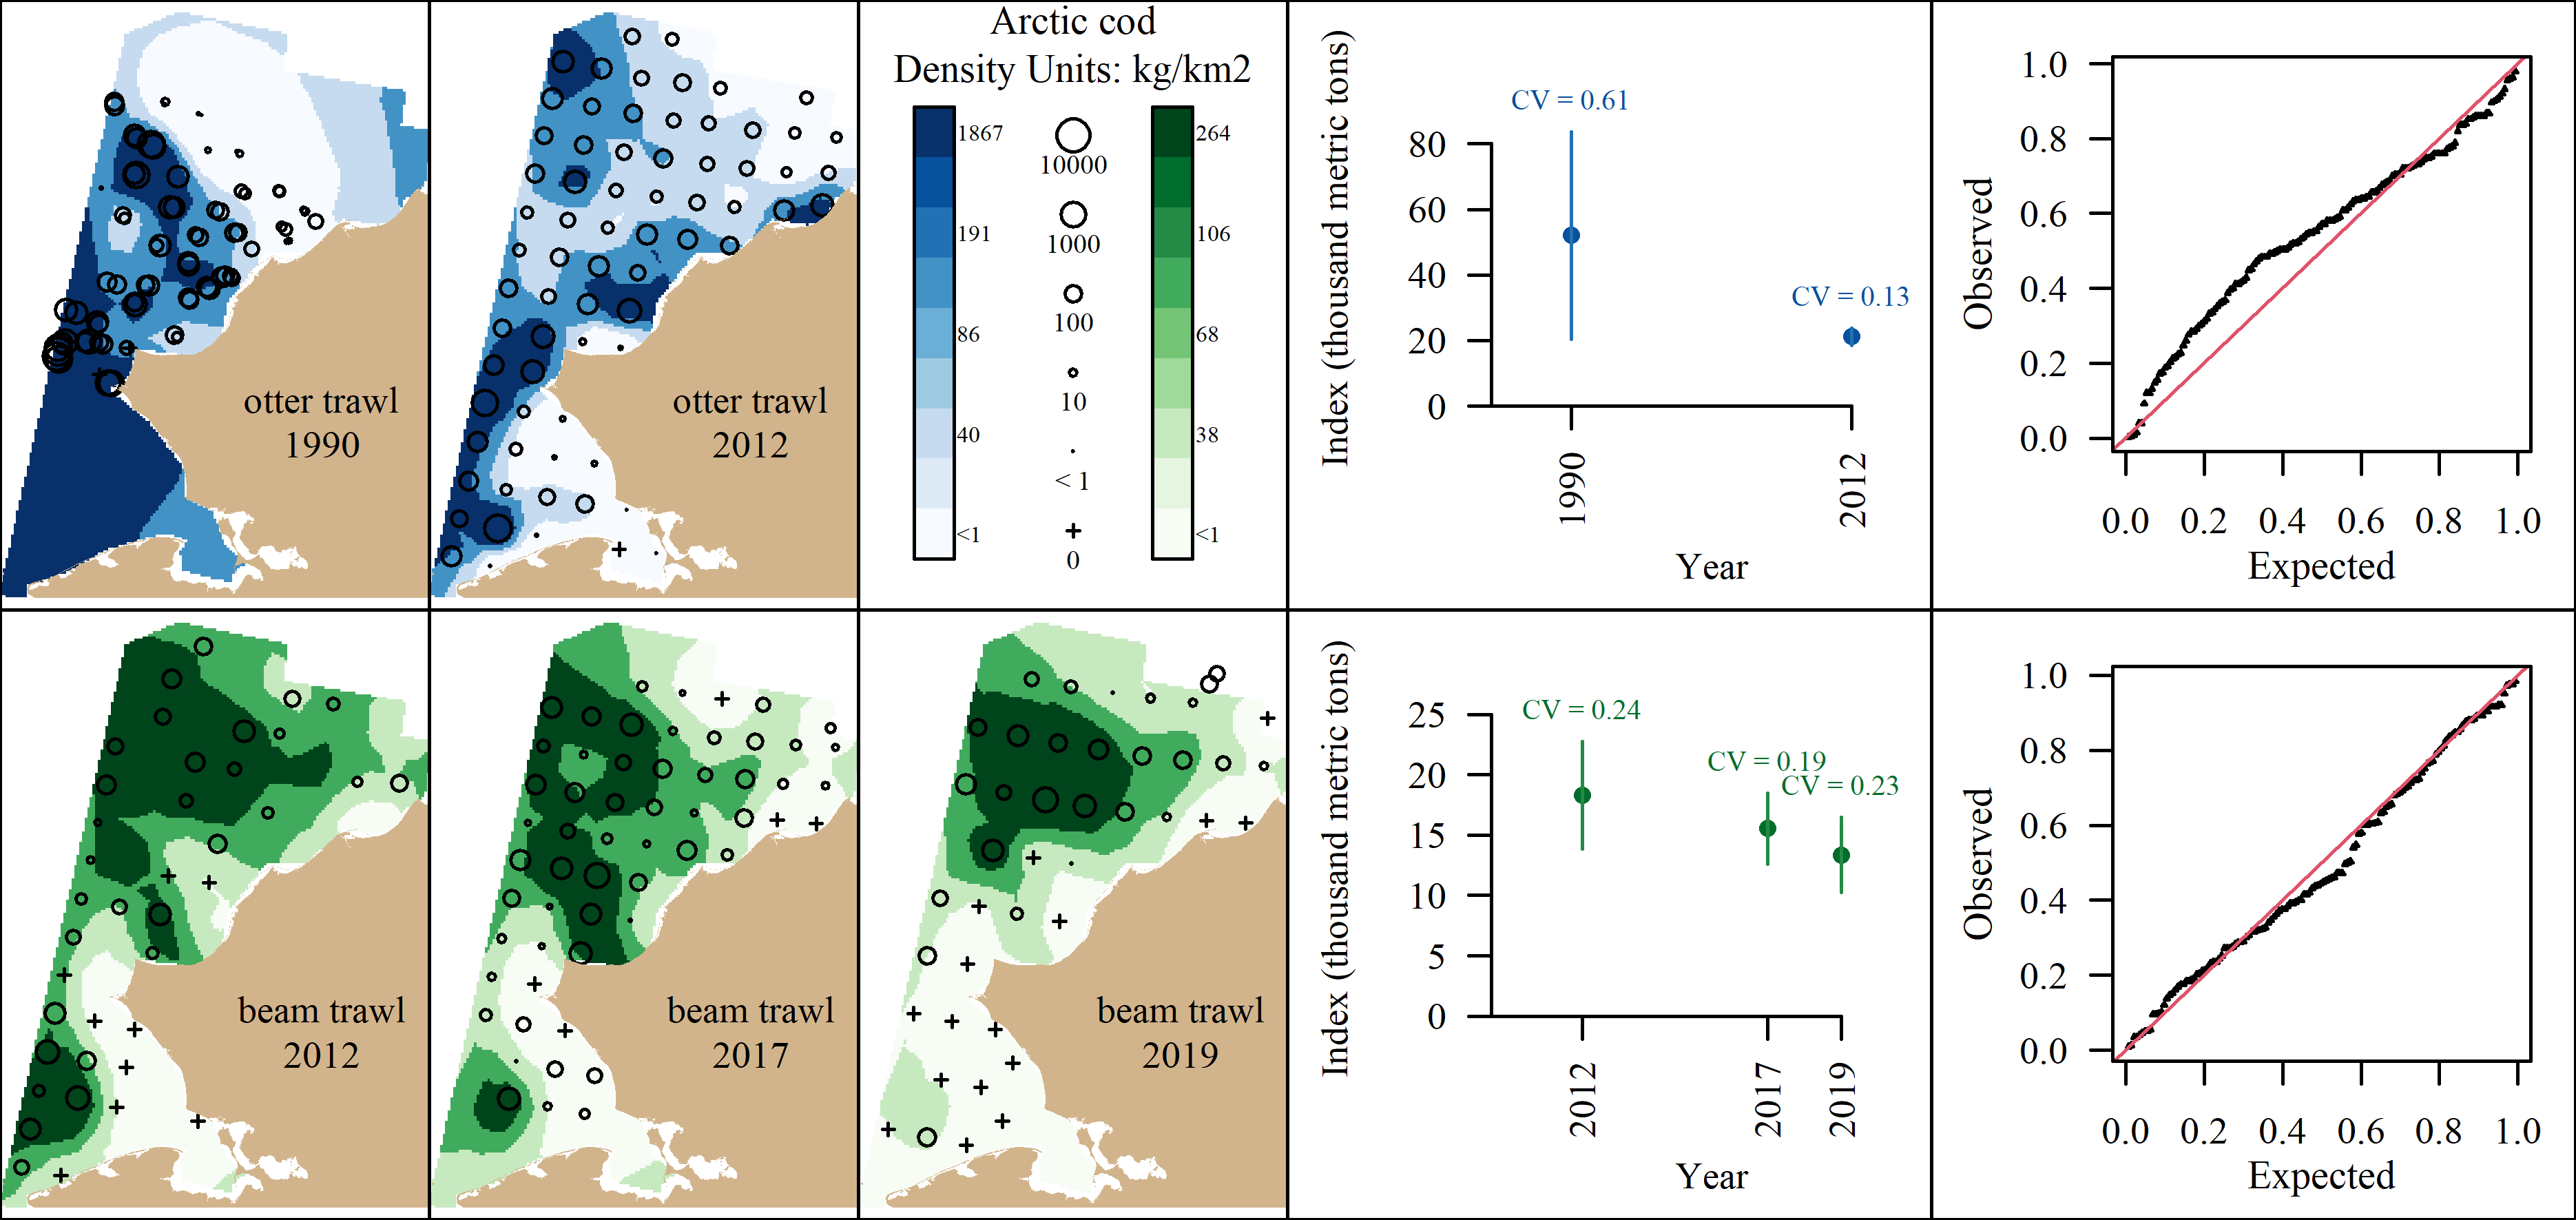 otter trawl
1990
otter trawl
2012
Arctic cod
Density Units: kg/km2
1867
191
86
40
<1
10000
1000
100
10
< 1
0
264
106
68
38
<1
Index (thousand metric tons)
80
60
40
20
0
CV = 0.61
CV = 0.13
1990
2012
Year
Observed
1.0
0.8
0.6
0.4
0.2
0.0
0.0 0.2 0.4 0.6 0.8 1.0
Expected
beam trawl
2012
beam trawl
2017
beam trawl
2019
Index (thousand metric tons)
25
20
15
10
5
0
CV = 0.24
CV = 0.19
CV = 0.23
2012
2017
2019
Year
Observed
1.0
0.8
0.6
0.4
0.2
0.0
0.0 0.2 0.4 0.6 0.8 1.0
Expected